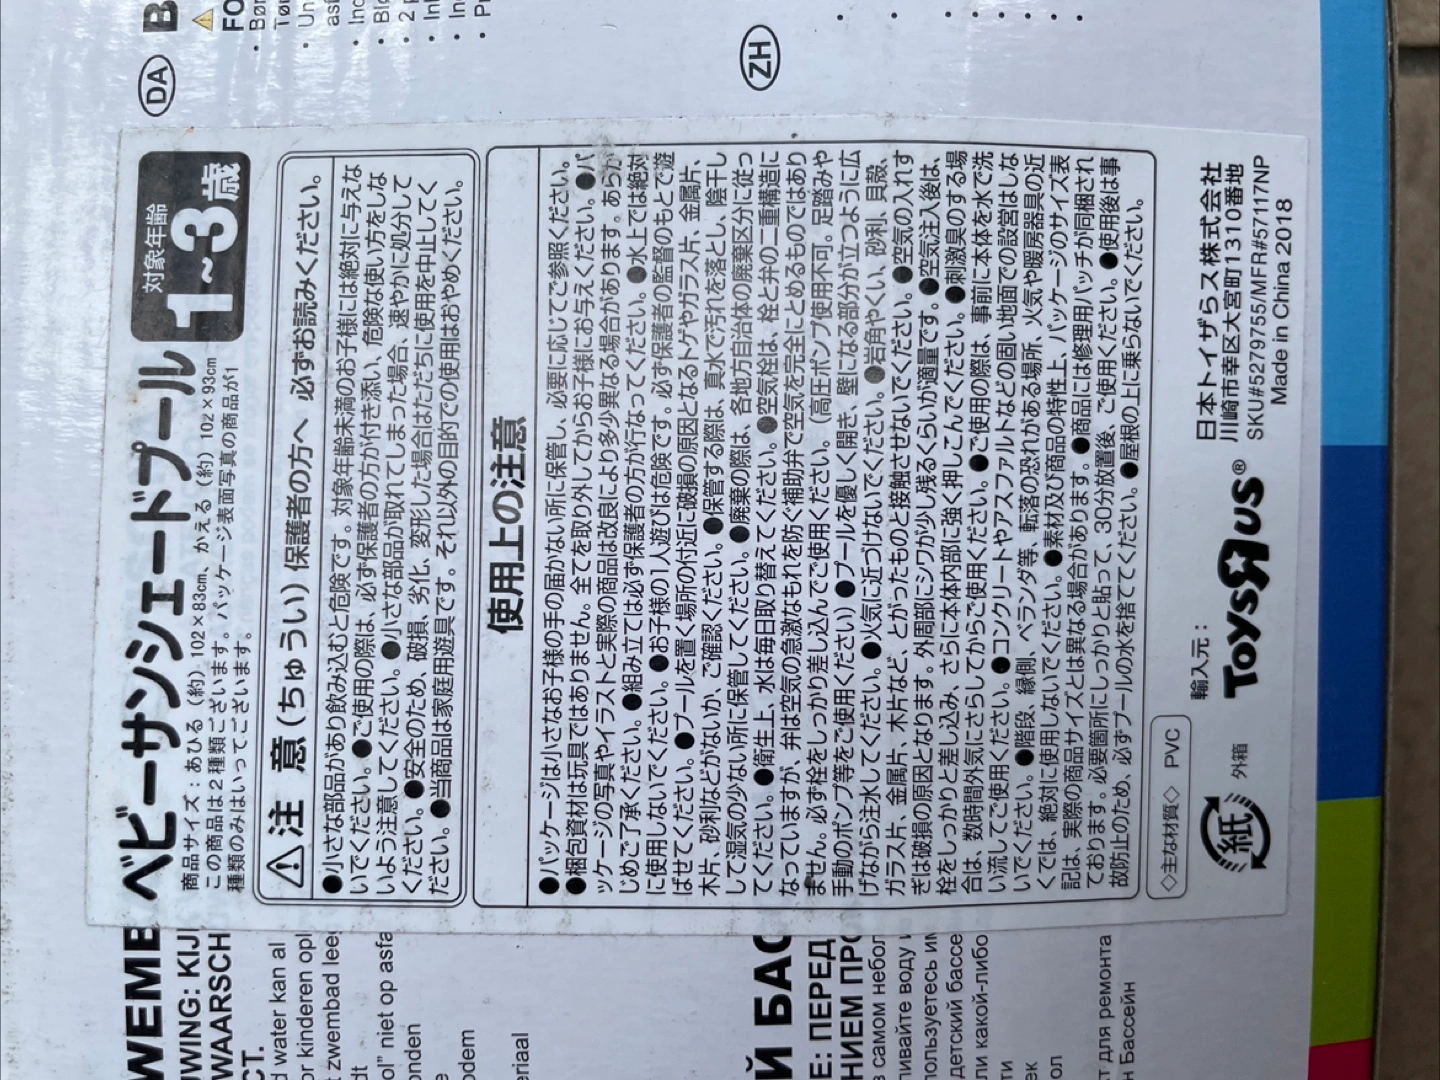 ベビーサンシェードプール
対象年齢
1~3歳
商品サイズ：あひる（約）102×83cm、かえる（約）102×93cm
この商品は2種類ございます。パッケージ表面写真の商品が1
種類のみはいってございます。
⚠注 意(ちゅうい) 保護者の方へ 必ずお読みください。
●小さな部品があり飲み込むと危険です。対象年齢未満のお子様には絶対に与えな
いでください。●ご使用の際は、必ず保護者の方が付き添い、危険な使い方をしな
いよう注意してください。●小さな部品が取れてしまった場合、速やかに処分して
ください。●安全のため、破損、劣化、変形した場合はただちに使用を中止してく
ださい。●当商品は家庭用遊具です。それ以外の目的での使用はおやめください。
使用上の注意
●パッケージは小さなお子様の手の届かない所に保管し、必要に応じてご参照ください。
●梱包資材は玩具ではありません。全てを取り外してからお子様にお与えください。●パ
ッケージの写真やイラストと実際の商品は改良により多少異なる場合があります。あらか
じめご了承ください。●組み立ては必ず保護者の方が行なってください。●水上では絶対
に使用しないでください。●お子様の1人遊びは危険です。必ず保護者の監督のもとで遊
ばせてください。●プールを置く場所の付近に破損の原因となるトゲやガラス片、金属片、
木片、砂利などがないか、ご確認ください。●保管する際は、真水で汚れを落とし、陰干し
して湿気の少ない所に保管してください。●廃棄の際は、各地方自治体の廃棄区分に従っ
てください。●衛生上、水は毎日取り替えてください。●空気栓は、栓と弁の二重構造に
なっていますが、弁は空気の急激なもれを防ぐ補助弁で空気を完全にとめるものではあり
ません。必ず栓をしっかり差し込んでご使用ください。（高圧ポンプ使用不可。足踏みや
手動のポンプ等をご使用ください）●プールを優しく開き、壁になる部分が立つように広
げながら注水してください。●火気に近づけないでください。●岩角やくい、砂利、貝殻、
ガラス片、金属片、木片など、とがったものと接触させないでください。●空気の入れす
ぎは破損の原因となります。外周部にシワが少し残るくらいが適量です。●空気注入後は、
栓をしっかりと差し込み、さらに本体内部に強く押しこんでください。●刺激臭のする場
合は、数時間外気にさらしてからご使用ください。●ご使用の際は、事前に本体を水で洗
い流してご使用ください。●コンクリートやアスファルトなどの固い地面での設営はしな
いでください。●階段、縁側、ベランダ等、転落の恐れがある場所、火気や暖房器具の近
くでは、絶対に使用しないでください。●素材及び商品の特性上、パッケージのサイズ表
記は、実際の商品サイズとは異なる場合があります。●商品には修理用パッチが同梱され
ております。必要箇所にしっかりと貼って、30分放置後、ご使用ください。●使用後は事
故防止のため、必ずプールの水を捨ててください。●屋根の上に乗らないでください。
◇主な材質◇ PVC
紙
外箱
輸入元：
TOYS"R"US®
日本トイザらス株式会社
川崎市幸区大宮町1310番地
SKU#52797​55/MFR#57117NP
Made in China 2018
DA
ZH
WEME
UWING: KIJ
WAARSCH
CT.
d water kan al
or kinderen opl
t zwembad leeg
dt
ol" niet op asfa
onden
e
odem
eriaal
Й БАС
Е: ПЕРЕД
НИЕМ ПРО
в самом небол
ливайте воду и
пользуетесь им
детский бассе
ли какой-либо
ти
ек
ол
кт для ремонта
н Бассейн